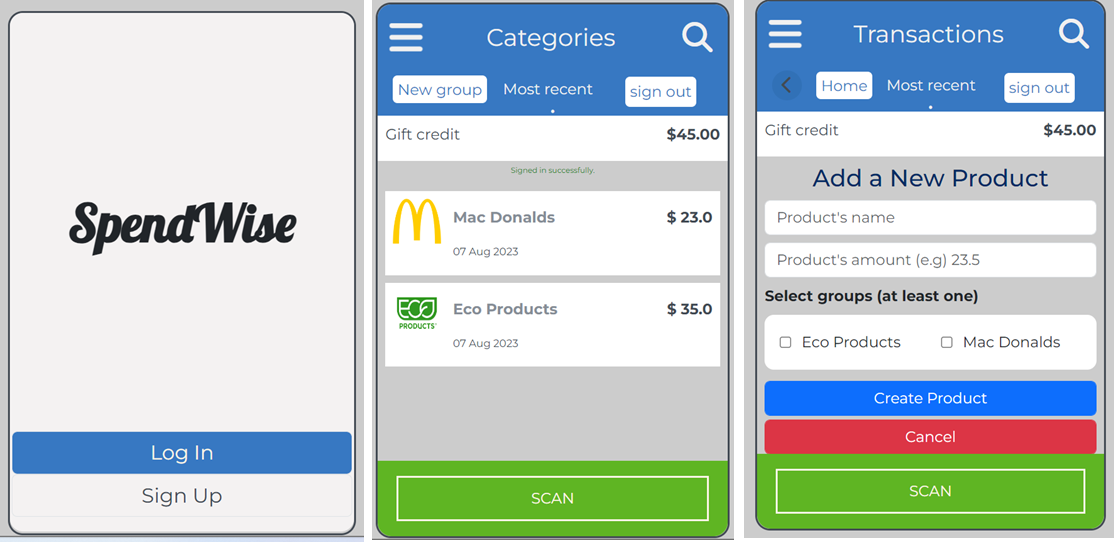 SpendWise
Log In
Sign Up
Categories
New group
Most recent
sign out
Gift credit $45.00
Signed in successfully.
Mac Donalds $ 23.0
07 Aug 2023
ECO
PRODUCTS
Eco Products $ 35.0
07 Aug 2023
SCAN
Transactions
Home
Most recent
sign out
Gift credit $45.00
Add a New Product
Product's name
Product's amount (e.g) 23.5
Select groups (at least one)
Eco Products Mac Donalds
Create Product
Cancel
SCAN